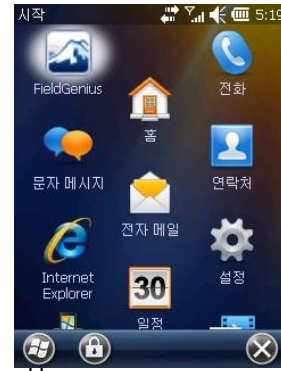 시작
5:19
FieldGenius
전화
홈
문자 메시지
연락처
전자 메일
Internet
Explorer
설정
30
일정